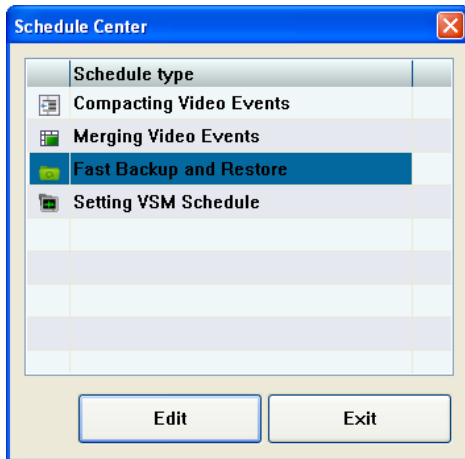 Schedule Center
Schedule type
Compacting Video Events
Merging Video Events
Fast Backup and Restore
Setting VSM Schedule
Edit
Exit